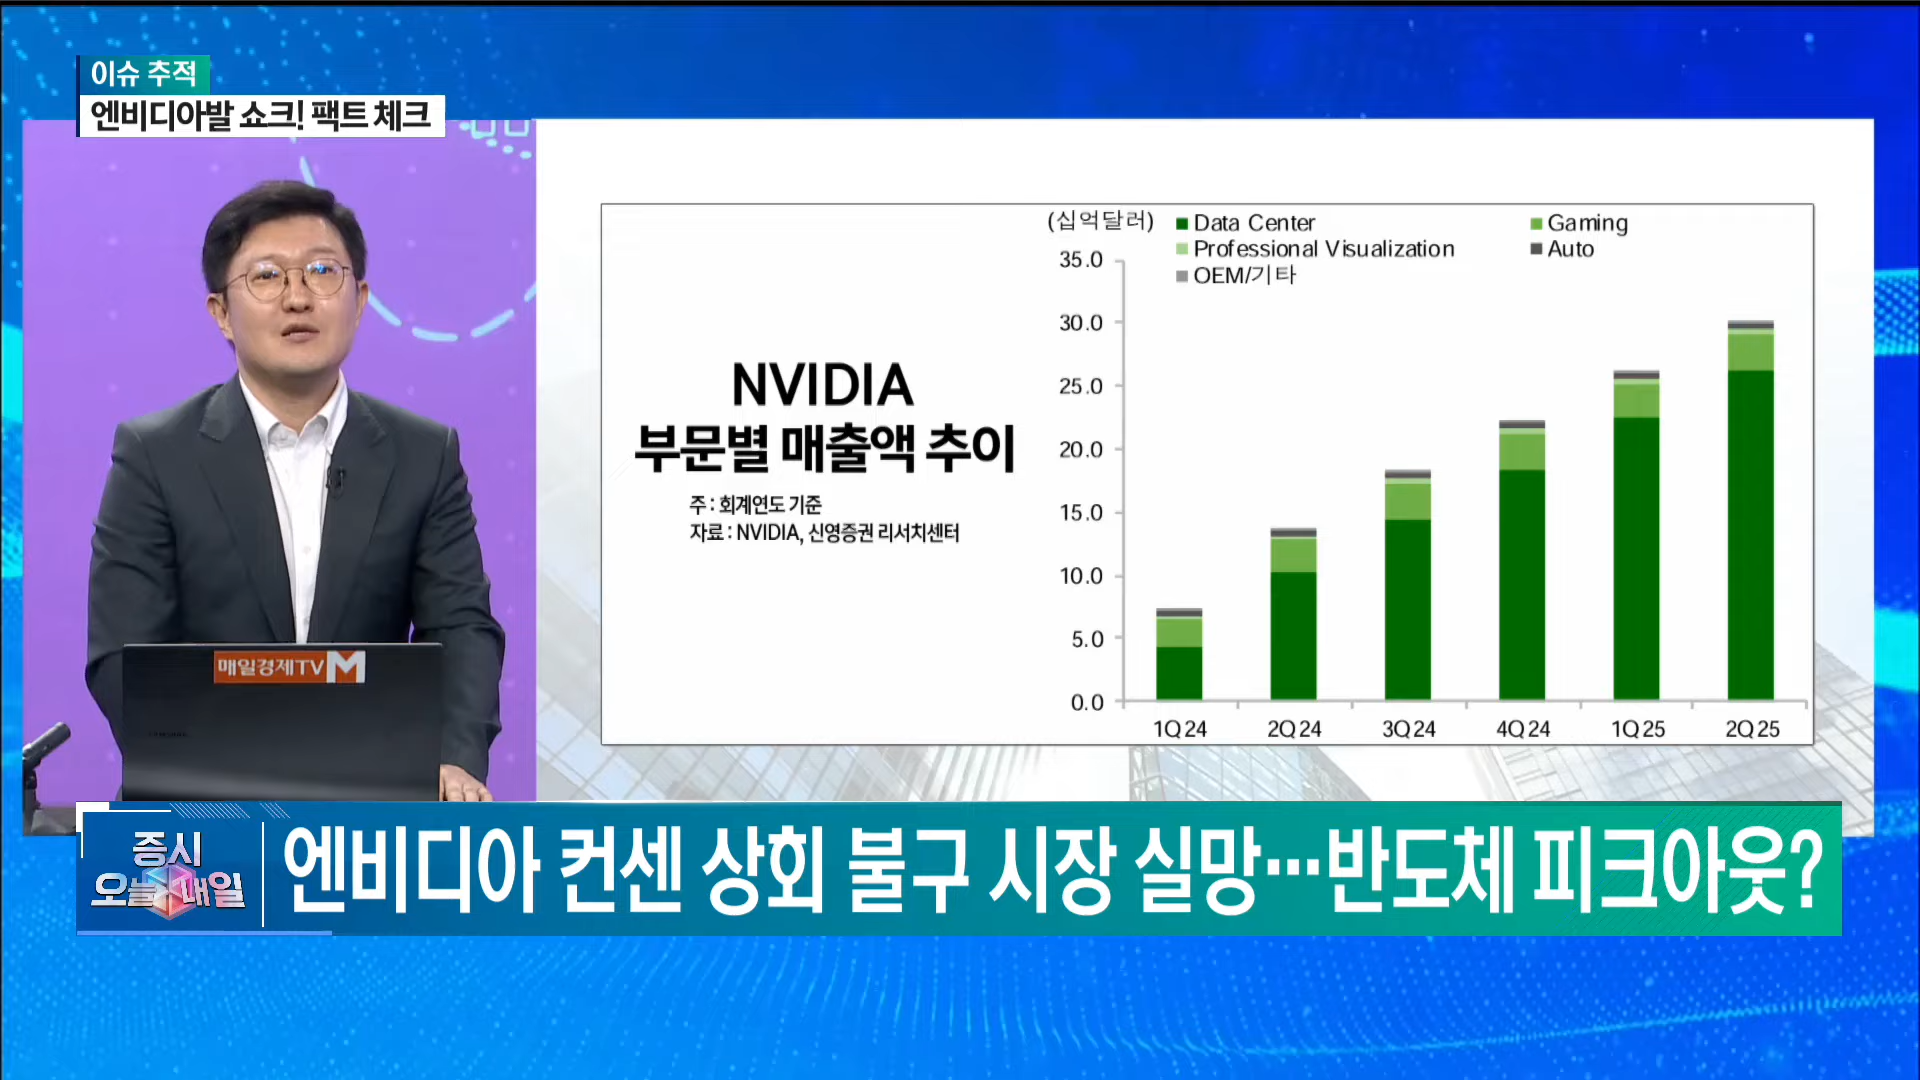 이슈 추적
엔비디아발 쇼크! 팩트 체크
NVIDIA
부문별 매출액 추이
주 : 회계연도 기준
자료 : NVIDIA, 신영증권 리서치센터
(십억달러)
Data Center
Gaming
Professional Visualization
Auto
OEM/기타
35.0
30.0
25.0
20.0
15.0
10.0
5.0
0.0
1Q24 2Q24 3Q24 4Q24 1Q25 2Q25
매일경제TV M
증시
오늘 매일
엔비디아 컨센 상회 불구 시장 실망…반도체 피크아웃?